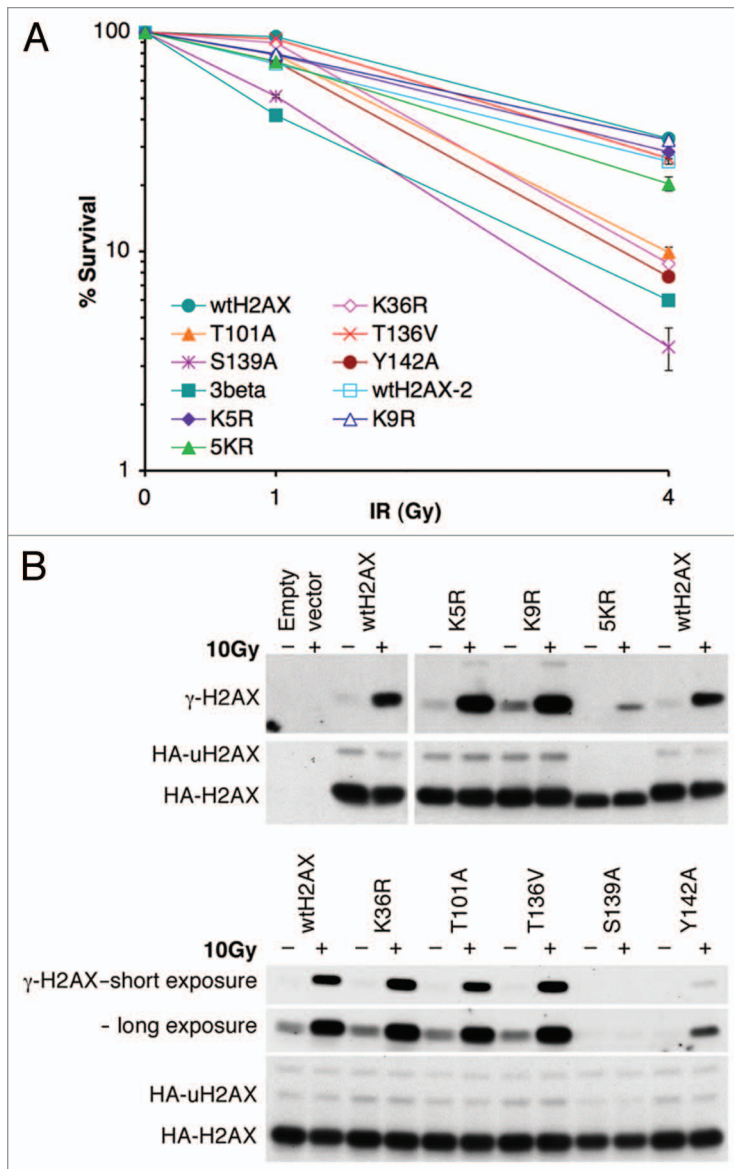 A
100
10
1
% Survival
wtH2AX
K36R
T101A
T136V
S139A
Y142A
3beta
wtH2AX-2
K5R
K9R
5KR
0
1
4
IR (Gy)
B
Empty
vector
wtH2AX
K5R
K9R
5KR
wtH2AX
10Gy – + – + – + – + – + – +
γ-H2AX
HA-uH2AX
HA-H2AX
wtH2AX
K36R
T101A
T136V
S139A
Y142A
10Gy – + – + – + – + – + – +
γ-H2AX–short exposure
– long exposure
HA-uH2AX
HA-H2AX